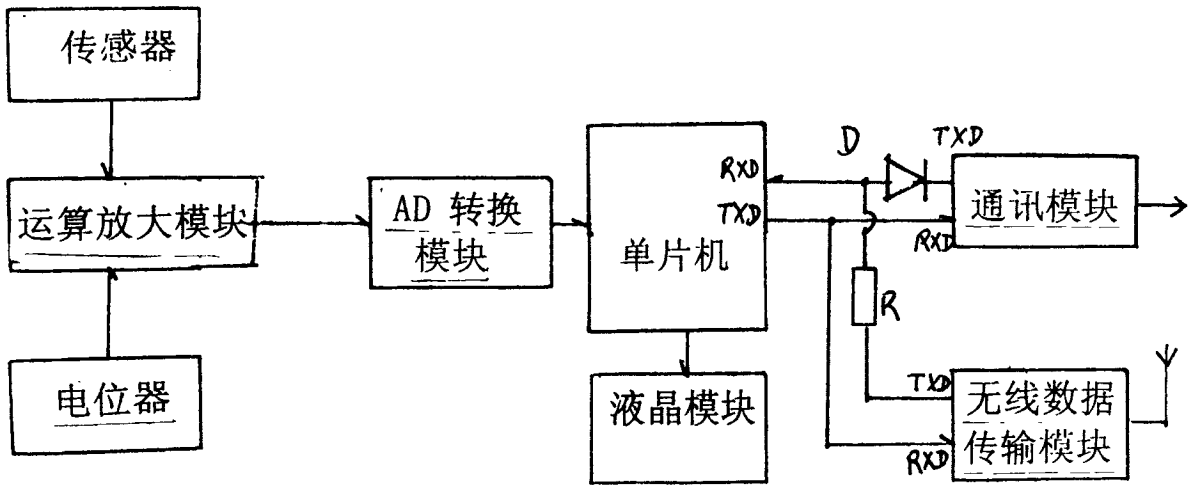 传感器
运算放大模块
电位器
AD 转换
模块
单片机
RXD
TXD
液晶模块
D
TXD
RXD
通讯模块
R
TXD
RXD
无线数据
传输模块